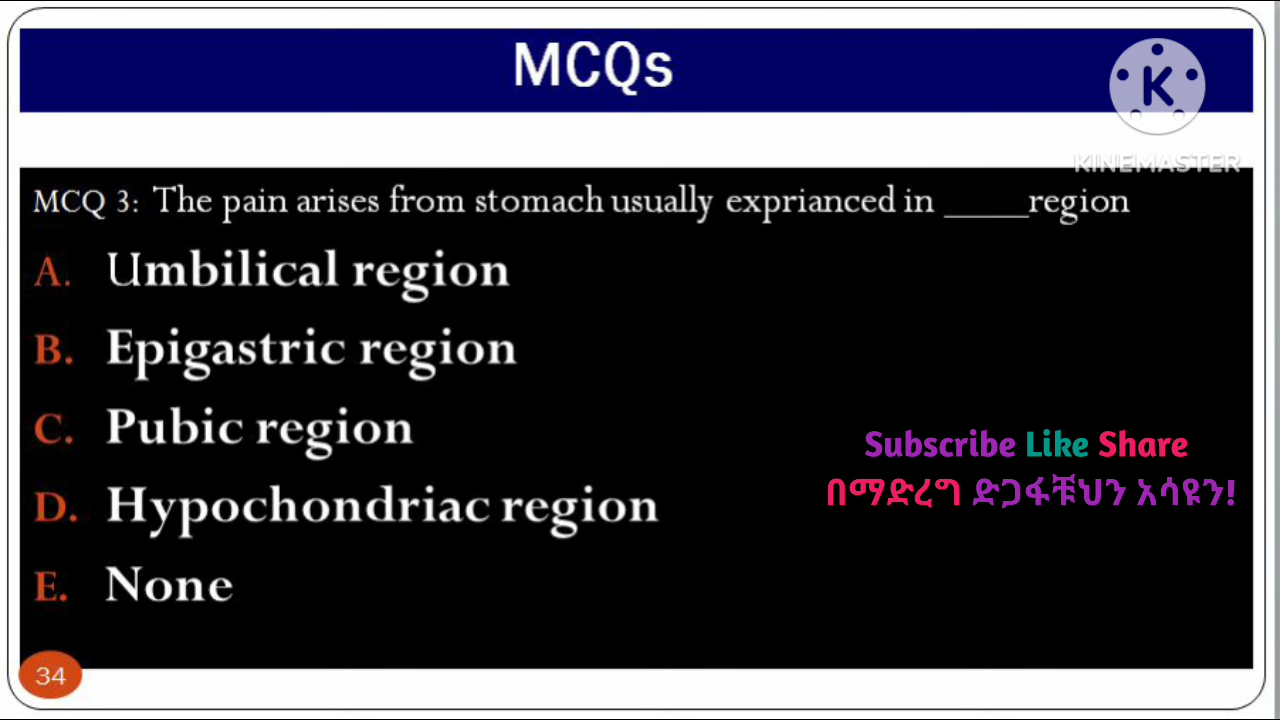 MCQs
K
KINEMASTER
MCQ 3: The pain arises from stomach usually exprianced in _____region
A. Umbilical region
B. Epigastric region
C. Pubic region
D. Hypochondriac region
E. None
Subscribe Like Share
በማድረግ ድጋፋቹህን አሳዩን!
34